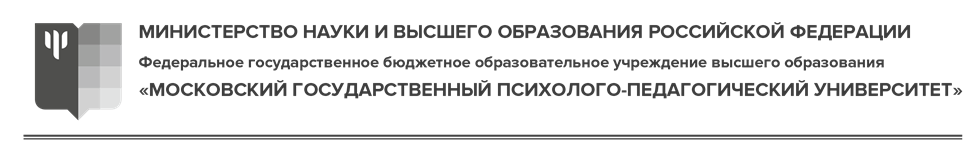 МИНИСТЕРСТВО НАУКИ И ВЫСШЕГО ОБРАЗОВАНИЯ РОССИЙСКОЙ ФЕДЕРАЦИИ
Федеральное государственное бюджетное образовательное учреждение высшего образования
«МОСКОВСКИЙ ГОСУДАРСТВЕННЫЙ ПСИХОЛОГО-ПЕДАГОГИЧЕСКИЙ УНИВЕРСИТЕТ»